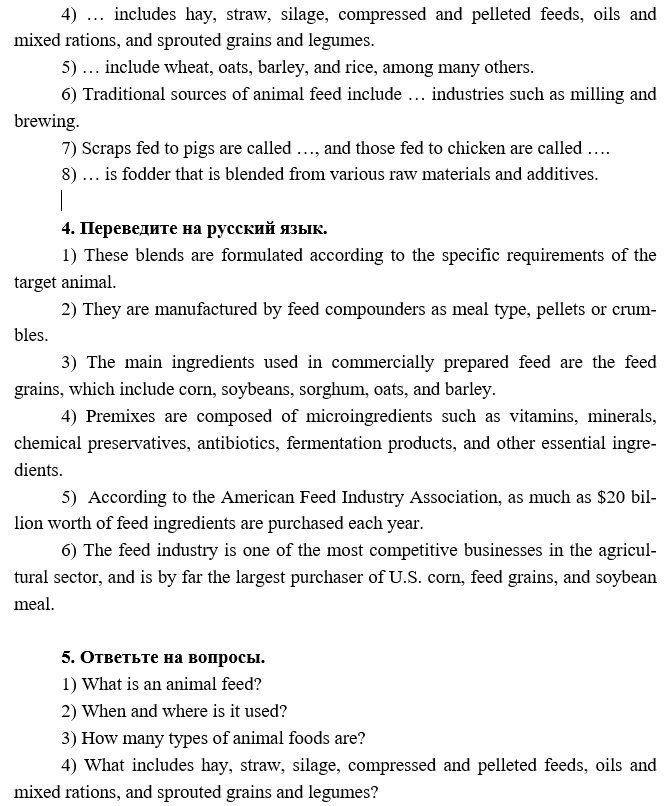 4) … includes hay, straw, silage, compressed and pelleted feeds, oils and
mixed rations, and sprouted grains and legumes.
5) … include wheat, oats, barley, and rice, among many others.
6) Traditional sources of animal feed include … industries such as milling and
brewing.
7) Scraps fed to pigs are called …, and those fed to chicken are called ….
8) … is fodder that is blended from various raw materials and additives.
4. Переведите на русский язык.
1) These blends are formulated according to the specific requirements of the
target animal.
2) They are manufactured by feed compounders as meal type, pellets or crum-
bles.
3) The main ingredients used in commercially prepared feed are the feed
grains, which include corn, soybeans, sorghum, oats, and barley.
4) Premixes are composed of microingredients such as vitamins, minerals,
chemical preservatives, antibiotics, fermentation products, and other essential ingre-
dients.
5) According to the American Feed Industry Association, as much as $20 bil-
lion worth of feed ingredients are purchased each year.
6) The feed industry is one of the most competitive businesses in the agricul-
tural sector, and is by far the largest purchaser of U.S. corn, feed grains, and soybean
meal.
5. Ответьте на вопросы.
1) What is an animal feed?
2) When and where is it used?
3) How many types of animal foods are?
4) What includes hay, straw, silage, compressed and pelleted feeds, oils and
mixed rations, and sprouted grains and legumes?